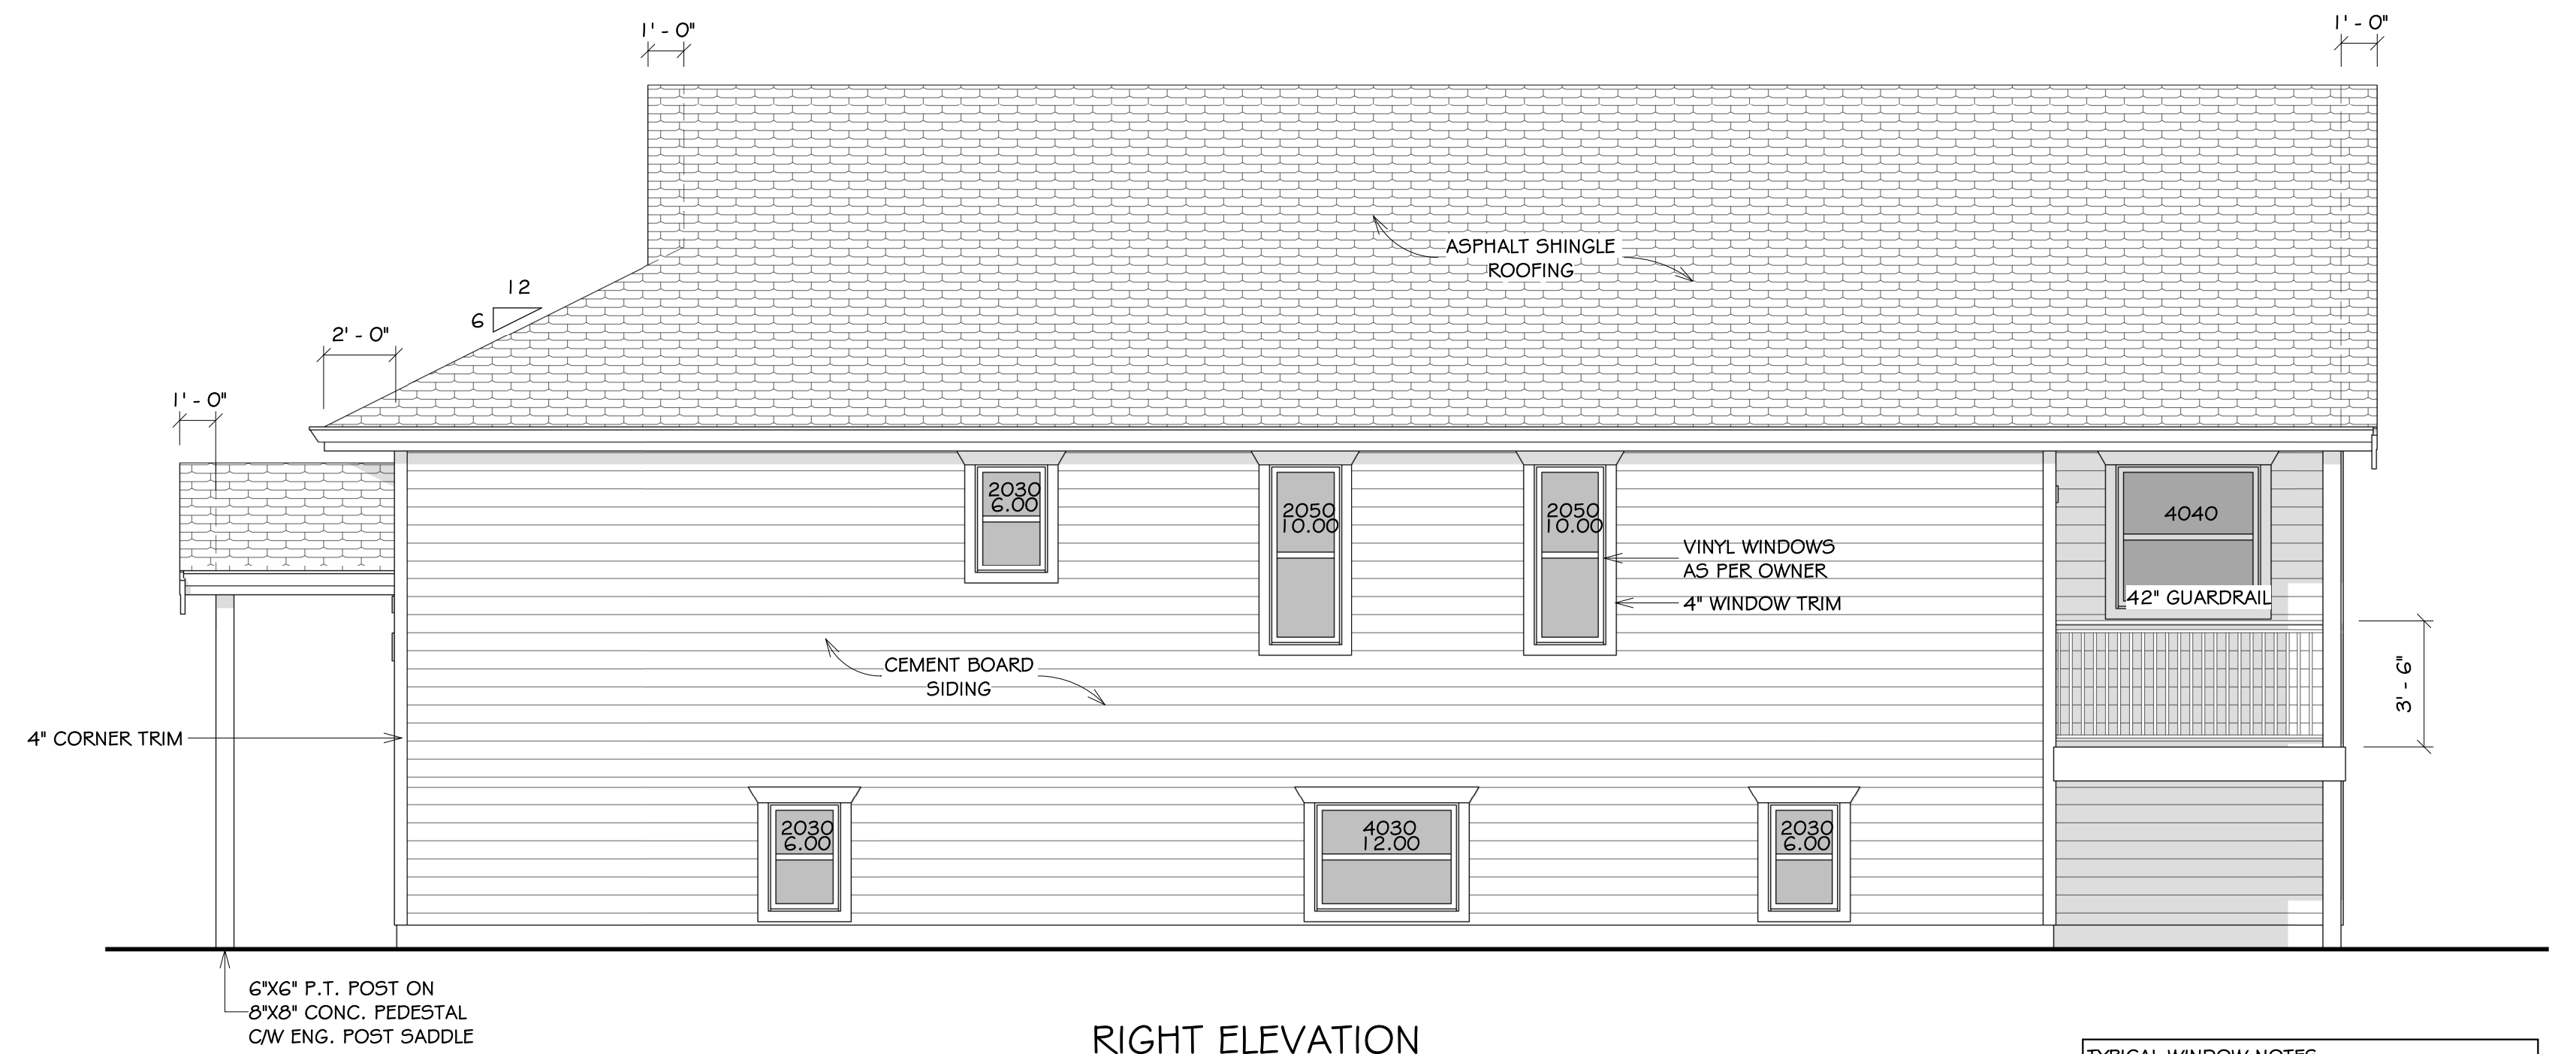 1' - 0"
1' - 0"
ASPHALT SHINGLE
ROOFING
12
6
2' - 0"
1' - 0"
2030
6.00
2050
10.00
2050
10.00
4040
VINYL WINDOWS
AS PER OWNER
4" WINDOW TRIM
42" GUARDRAIL
CEMENT BOARD
SIDING
3' - 6"
4" CORNER TRIM
2030
6.00
4030
12.00
2030
6.00
6"X6" P.T. POST ON
8"X8" CONC. PEDESTAL
C/W ENG. POST SADDLE
RIGHT ELEVATION
TYPICAL WINDOW NOTES